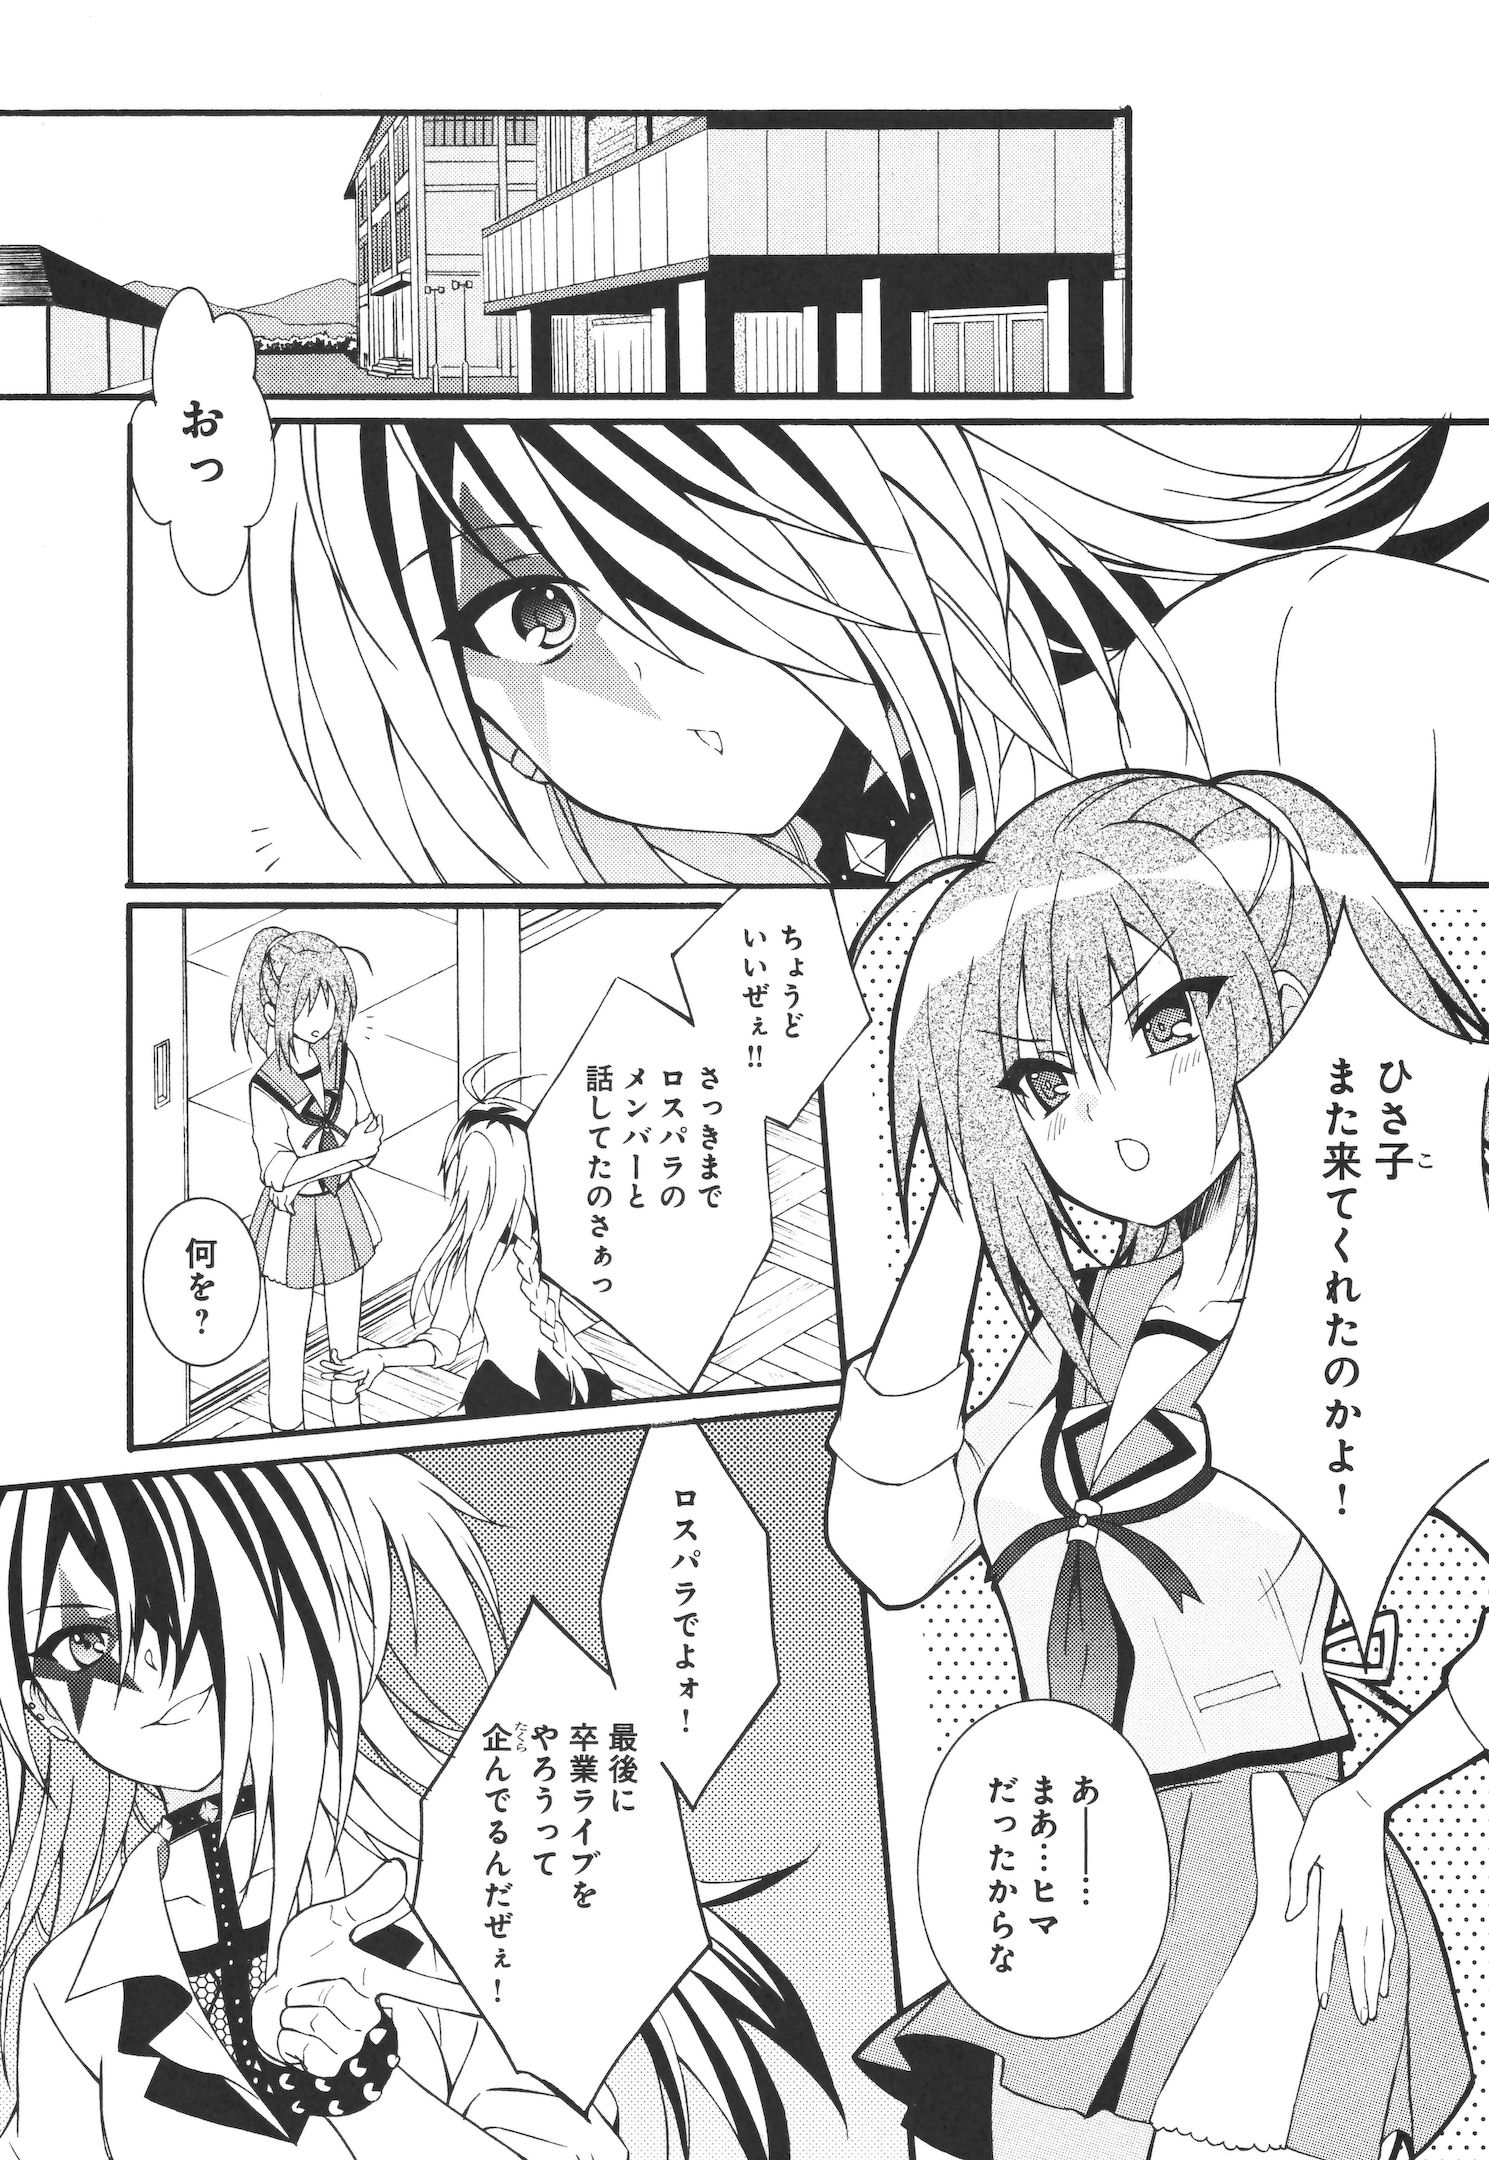 おっ
ひさ子
また来てくれたのかよ！
こ
あ――…
まあ…ヒマ
だったからな
ちょうど
いいぜぇ!!
さっきまで
ロスパラの
メンバーと
話してたのさぁっ
何を？
ロスパラでよォ！
最後に
卒業ライブを
やろうって
企んでるんだぜぇ！
たくら